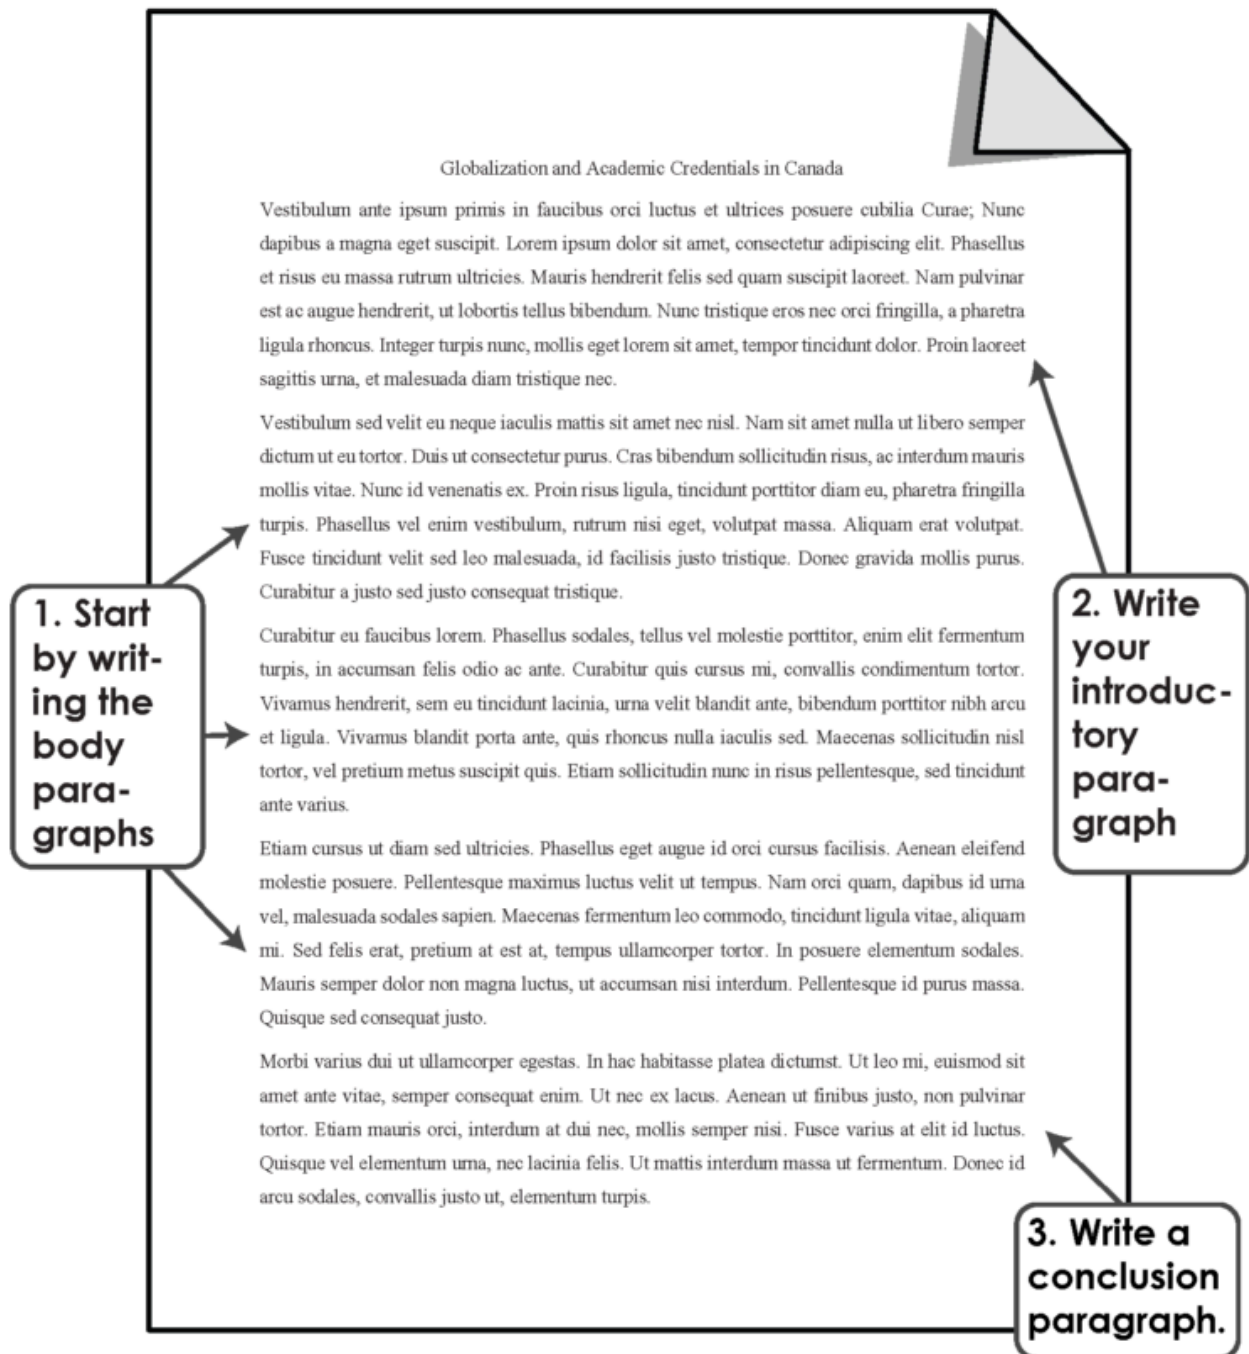 Globalization and Academic Credentials in Canada
Vestibulum ante ipsum primis in faucibus orci luctus et ultrices posuere cubilia Curae; Nunc
dapibus a magna eget suscipit. Lorem ipsum dolor sit amet, consectetur adipiscing elit. Phasellus
et risus eu massa rutrum ultricies. Mauris hendrerit felis sed quam suscipit laoreet. Nam pulvinar
est ac augue hendrerit, ut lobortis tellus bibendum. Nunc tristique eros nec orci fringilla, a pharetra
ligula rhoncus. Integer turpis nunc, mollis eget lorem sit amet, tempor tincidunt dolor. Proin laoreet
sagittis urna, et malesuada diam tristique nec.
Vestibulum sed velit eu neque iaculis mattis sit amet nec nisl. Nam sit amet nulla ut libero semper
dictum ut eu tortor. Duis ut consectetur purus. Cras bibendum sollicitudin risus, ac interdum mauris
mollis vitae. Nunc id venenatis ex. Proin risus ligula, tincidunt porttitor diam eu, pharetra fringilla
turpis. Phasellus vel enim vestibulum, rutrum nisi eget, volutpat massa. Aliquam erat volutpat.
Fusce tincidunt velit sed leo malesuada, id facilisis justo tristique. Donec gravida mollis purus.
Curabitur a justo sed justo consequat tristique.
Curabitur eu faucibus lorem. Phasellus sodales, tellus vel molestie porttitor, enim elit fermentum
turpis, in accumsan felis odio ac ante. Curabitur quis cursus mi, convallis condimentum tortor.
Vivamus hendrerit, sem eu tincidunt lacinia, urna velit blandit ante, bibendum porttitor nibh arcu
et ligula. Vivamus blandit porta ante, quis rhoncus nulla iaculis sed. Maecenas sollicitudin nisl
tortor, vel pretium metus suscipit quis. Etiam sollicitudin nunc in risus pellentesque, sed tincidunt
ante varius.
Etiam cursus ut diam sed ultricies. Phasellus eget augue id orci cursus facilisis. Aenean eleifend
molestie posuere. Pellentesque maximus luctus velit ut tempus. Nam orci quam, dapibus id urna
vel, malesuada sodales sapien. Maecenas fermentum leo commodo, tincidunt ligula vitae, aliquam
mi. Sed felis erat, pretium at est at, tempus ullamcorper tortor. In posuere elementum sodales.
Mauris semper dolor non magna luctus, ut accumsan nisi interdum. Pellentesque id purus massa.
Quisque sed consequat justo.
Morbi varius dui ut ullamcorper egestas. In hac habitasse platea dictumst. Ut leo mi, euismod sit
amet ante vitae, semper consequat enim. Ut nec ex lacus. Aenean ut finibus justo, non pulvinar
tortor. Etiam mauris orci, interdum at dui nec, mollis semper nisi. Fusce varius at elit id luctus.
Quisque vel elementum urna, nec lacinia felis. Ut mattis interdum massa ut fermentum. Donec id
arcu sodales, convallis justo ut, elementum turpis.
1. Start
by writ-
ing the
body
para-
graphs
2. Write
your
introduc-
tory
para-
graph
3. Write a
conclusion
paragraph.